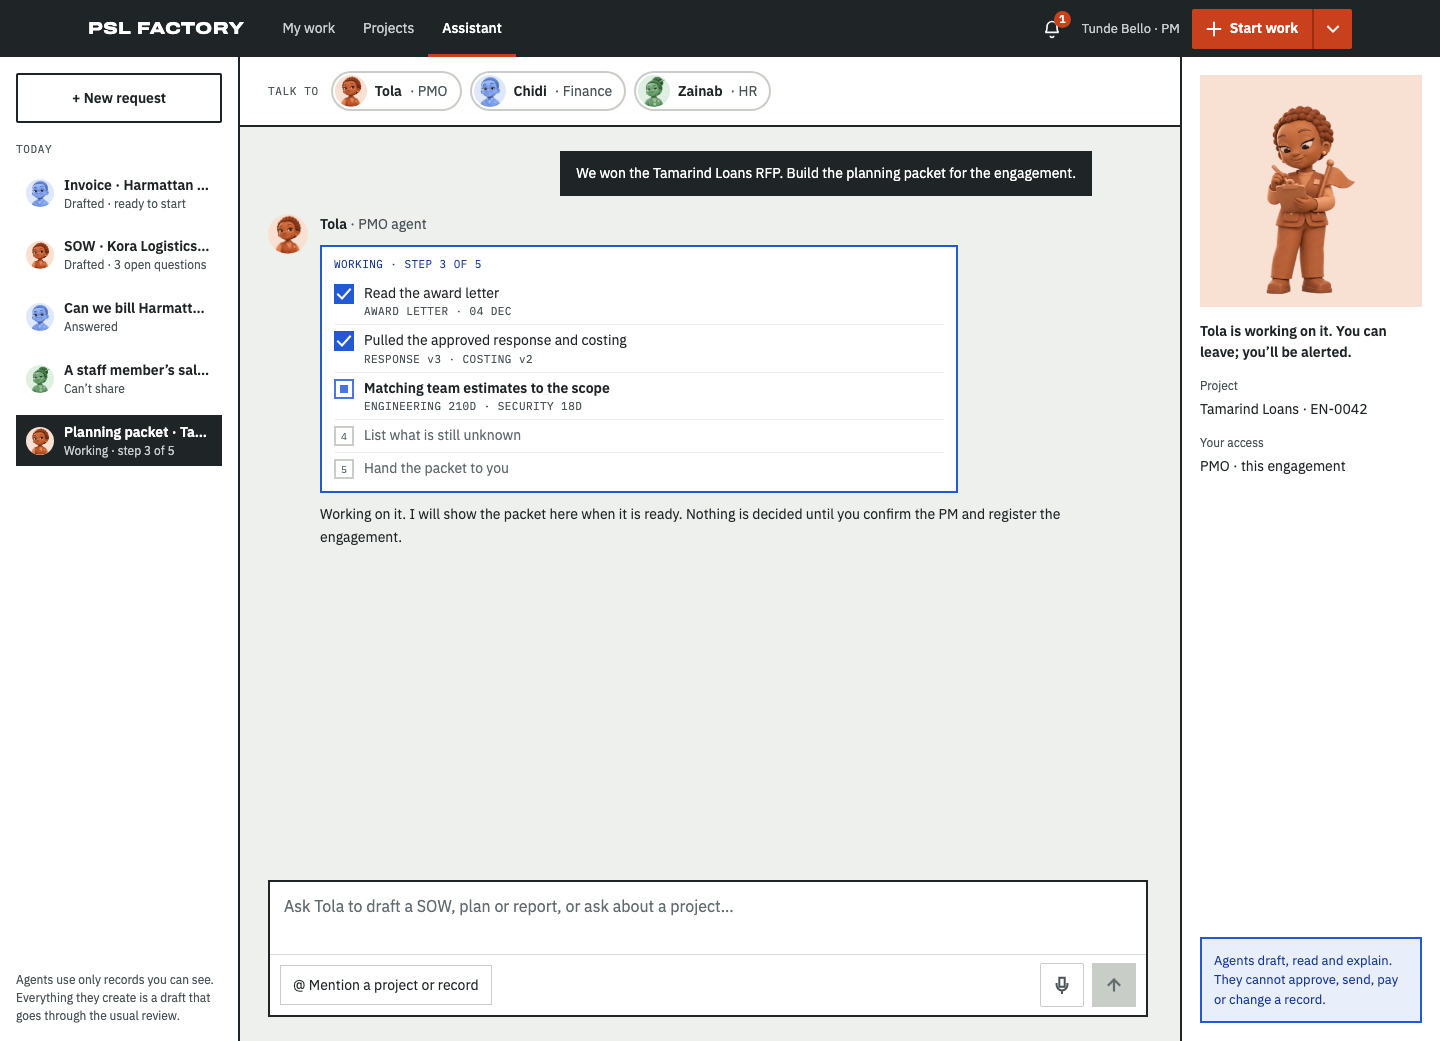 PSL FACTORY
My work
Projects
Assistant
1
Tunde Bello · PM
Start work
+ New request
TODAY
Invoice · Harmattan ...
Drafted · ready to start
SOW · Kora Logistics...
Drafted · 3 open questions
Can we bill Harmatt...
Answered
A staff member’s sal...
Can’t share
Planning packet · Ta...
Working · step 3 of 5
Agents use only records you can see.
Everything they create is a draft that
goes through the usual review.
TALK TO
Tola · PMO
Chidi · Finance
Zainab · HR
We won the Tamarind Loans RFP. Build the planning packet for the engagement.
Tola · PMO agent
WORKING · STEP 3 OF 5
Read the award letter
AWARD LETTER · 04 DEC
Pulled the approved response and costing
RESPONSE v3 · COSTING v2
Matching team estimates to the scope
ENGINEERING 210D · SECURITY 18D
4 List what is still unknown
5 Hand the packet to you
Working on it. I will show the packet here when it is ready. Nothing is decided until you confirm the PM and register the
engagement.
Ask Tola to draft a SOW, plan or report, or ask about a project...
@ Mention a project or record
Tola is working on it. You can
leave; you’ll be alerted.
Project
Tamarind Loans · EN-0042
Your access
PMO · this engagement
Agents draft, read and explain.
They cannot approve, send, pay
or change a record.